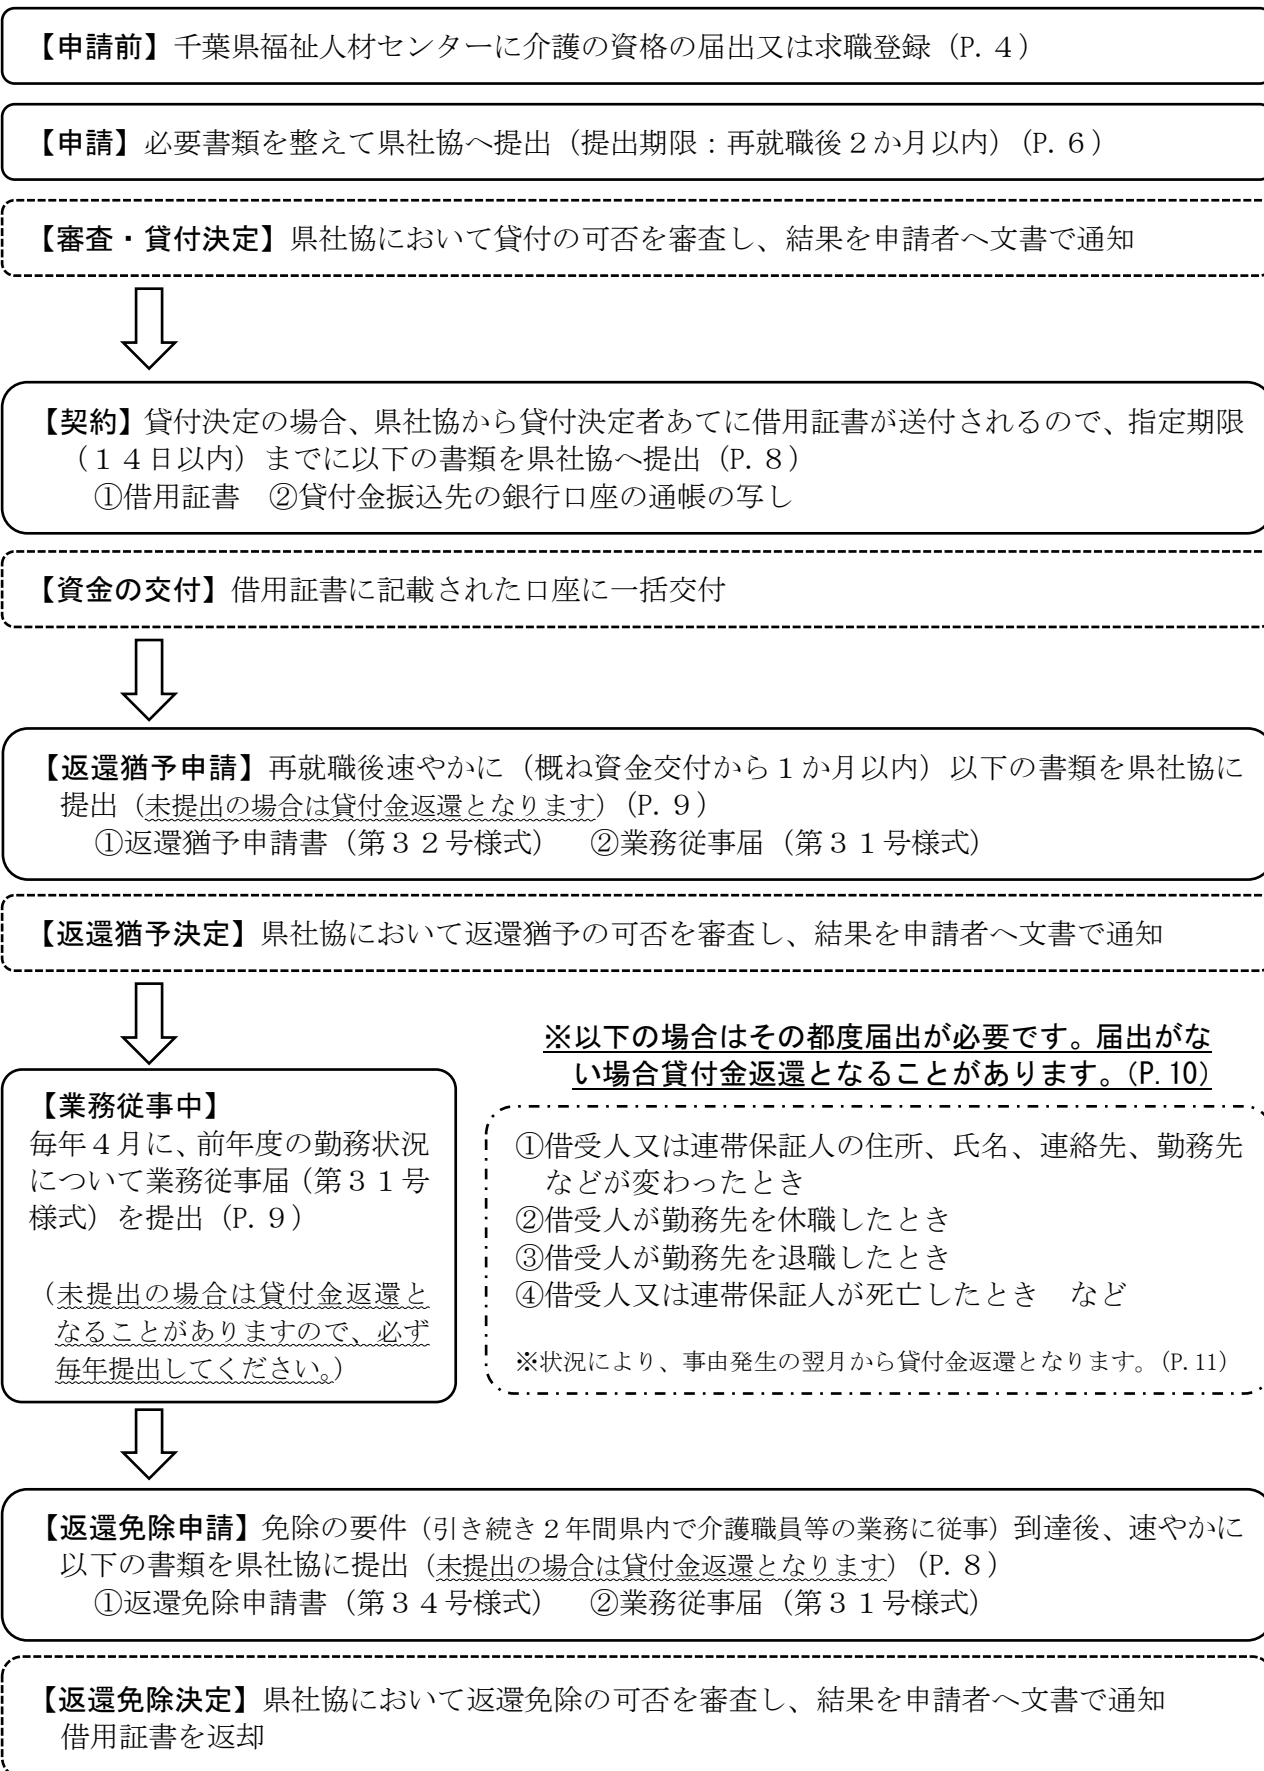 【申請前】千葉県福祉人材センターに介護の資格の届出又は求職登録（P.４）
【申請】必要書類を整えて県社協へ提出（提出期限：再就職後２か月以内）（P.６）
【審査・貸付決定】県社協において貸付の可否を審査し、結果を申請者へ文書で通知
【契約】貸付決定の場合、県社協から貸付決定者あてに借用証書が送付されるので、指定期限
（１４日以内）までに以下の書類を県社協へ提出（P.８）
①借用証書　②貸付金振込先の銀行口座の通帳の写し
【資金の交付】借用証書に記載された口座に一括交付
【返還猶予申請】再就職後速やかに（概ね資金交付から１か月以内）以下の書類を県社協に
提出（未提出の場合は貸付金返還となります）（P.９）
①返還猶予申請書（第３２号様式）　②業務従事届（第３１号様式）
【返還猶予決定】県社協において返還猶予の可否を審査し、結果を申請者へ文書で通知
※以下の場合はその都度届出が必要です。届出がな
い場合貸付金返還となることがあります。（P.10）
【業務従事中】
毎年４月に、前年度の勤務状況
について業務従事届（第３１号
様式）を提出（P.９）
（未提出の場合は貸付金返還と
なることがありますので、必ず
毎年提出してください。）
①借受人又は連帯保証人の住所、氏名、連絡先、勤務先
などが変わったとき
②借受人が勤務先を休職したとき
③借受人が勤務先を退職したとき
④借受人又は連帯保証人が死亡したとき　など
※状況により、事由発生の翌月から貸付金返還となります。（P.11）
【返還免除申請】免除の要件（引き続き２年間県内で介護職員等の業務に従事）到達後、速やかに
以下の書類を県社協に提出（未提出の場合は貸付金返還となります）（P.８）
①返還免除申請書（第３４号様式）　②業務従事届（第３１号様式）
【返還免除決定】県社協において返還免除の可否を審査し、結果を申請者へ文書で通知
借用証書を返却